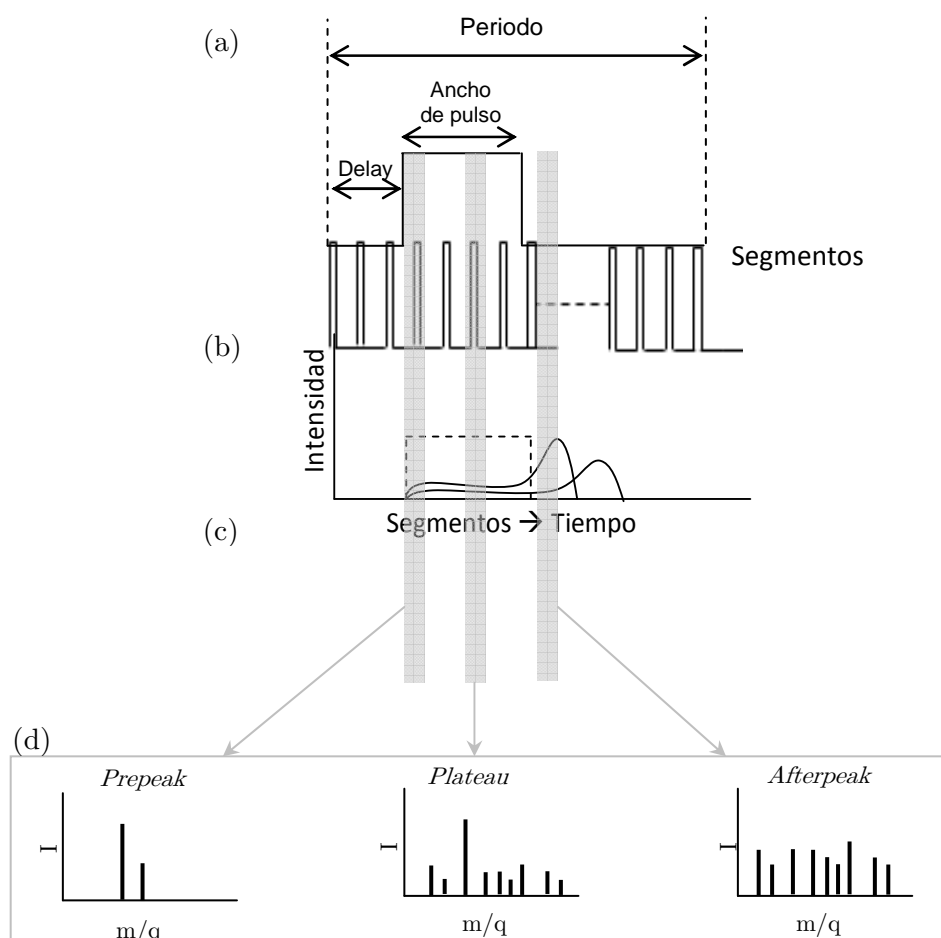 (a)
Periodo
Ancho
de pulso
Delay
Segmentos
(b)
Intensidad
(c)
Segmentos → Tiempo
(d)
Prepeak
Plateau
Afterpeak
I
I
I
m/q
m/q
m/q